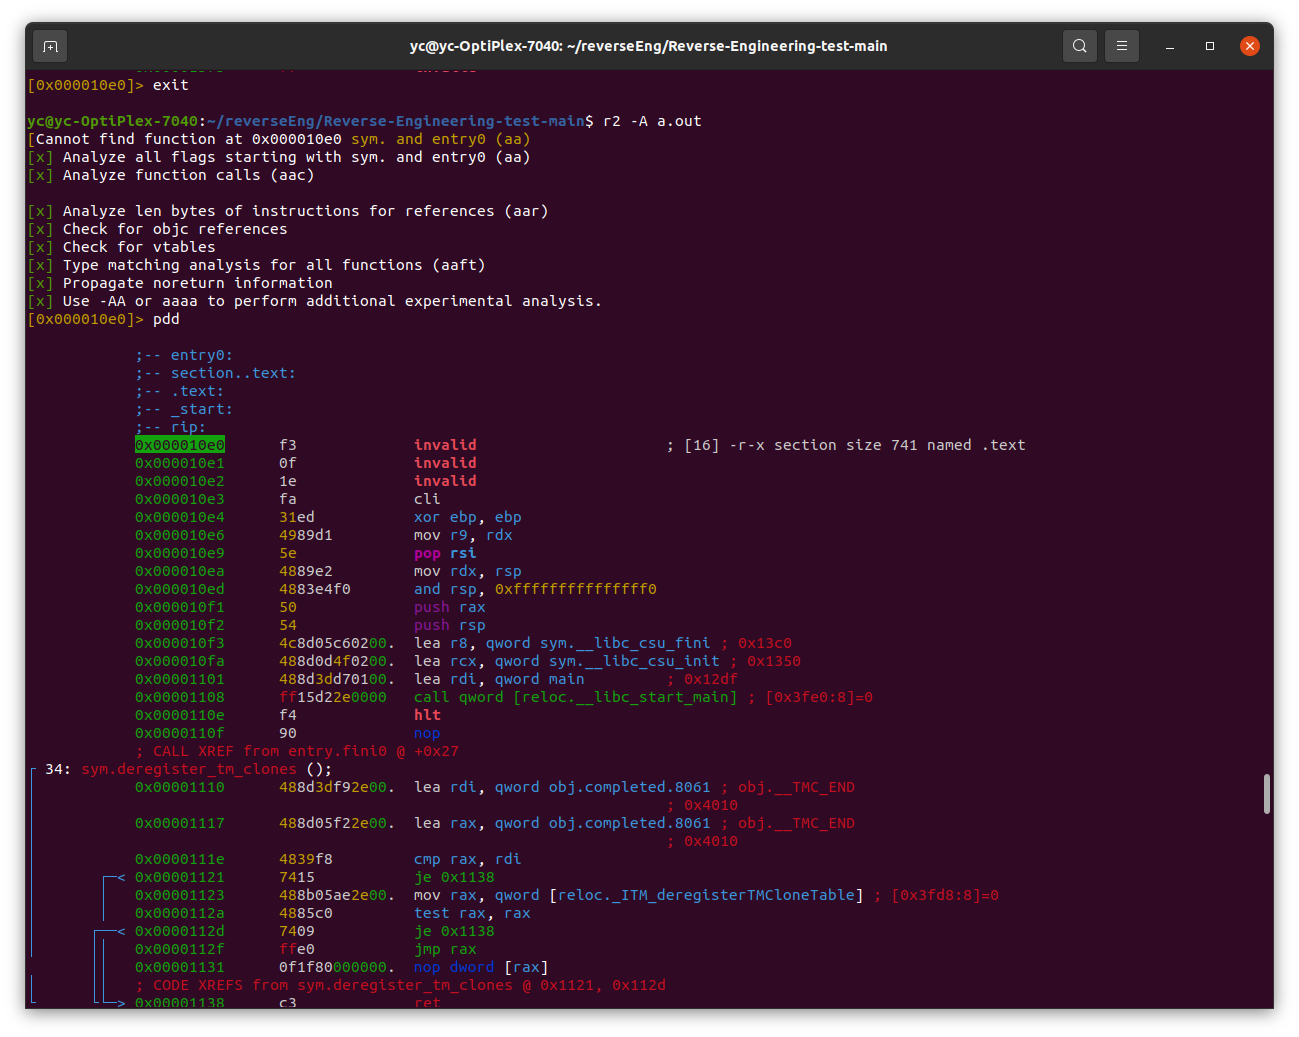 yc@yc-OptiPlex-7040: ~/reverseEng/Reverse-Engineering-test-main
[0x000010e0]> exit
yc@yc-OptiPlex-7040:~/reverseEng/Reverse-Engineering-test-main$ r2 -A a.out
[Cannot find function at 0x000010e0 sym. and entry0 (aa)
[x] Analyze all flags starting with sym. and entry0 (aa)
[x] Analyze function calls (aac)
[x] Analyze len bytes of instructions for references (aar)
[x] Check for objc references
[x] Check for vtables
[x] Type matching analysis for all functions (aaft)
[x] Propagate noreturn information
[x] Use -AA or aaaa to perform additional experimental analysis.
[0x000010e0]> pdd
;-- entry0:
;-- section..text:
;-- .text:
;-- _start:
;-- rip:
0x000010e0 f3 invalid ; [16] -r-x section size 741 named .text
0x000010e1 0f invalid
0x000010e2 1e invalid
0x000010e3 fa cli
0x000010e4 31ed xor ebp, ebp
0x000010e6 4989d1 mov r9, rdx
0x000010e9 5e pop rsi
0x000010ea 4889e2 mov rdx, rsp
0x000010ed 4883e4f0 and rsp, 0xfffffffffffffff0
0x000010f1 50 push rax
0x000010f2 54 push rsp
0x000010f3 4c8d05c60200. lea r8, qword sym.__libc_csu_fini ; 0x13c0
0x000010fa 488d0d4f0200. lea rcx, qword sym.__libc_csu_init ; 0x1350
0x00001101 488d3dd70100. lea rdi, qword main ; 0x12df
0x00001108 ff15d22e0000 call qword [reloc.__libc_start_main] ; [0x3fe0:8]=0
0x0000110e f4 hlt
0x0000110f 90 nop
; CALL XREF from entry.fini0 @ +0x27
34: sym.deregister_tm_clones ();
0x00001110 488d3df92e00. lea rdi, qword obj.completed.8061 ; obj.__TMC_END
; 0x4010
0x00001117 488d05f22e00. lea rax, qword obj.completed.8061 ; obj.__TMC_END
; 0x4010
0x0000111e 4839f8 cmp rax, rdi
< 0x00001121 7415 je 0x1138
0x00001123 488b05ae2e00. mov rax, qword [reloc._ITM_deregisterTMCloneTable] ; [0x3fd8:8]=0
0x0000112a 4885c0 test rax, rax
< 0x0000112d 7409 je 0x1138
0x0000112f ffe0 jmp rax
0x00001131 0f1f80000000. nop dword [rax]
; CODE XREFS from sym.deregister_tm_clones @ 0x1121, 0x112d
> 0x00001138 c3 ret